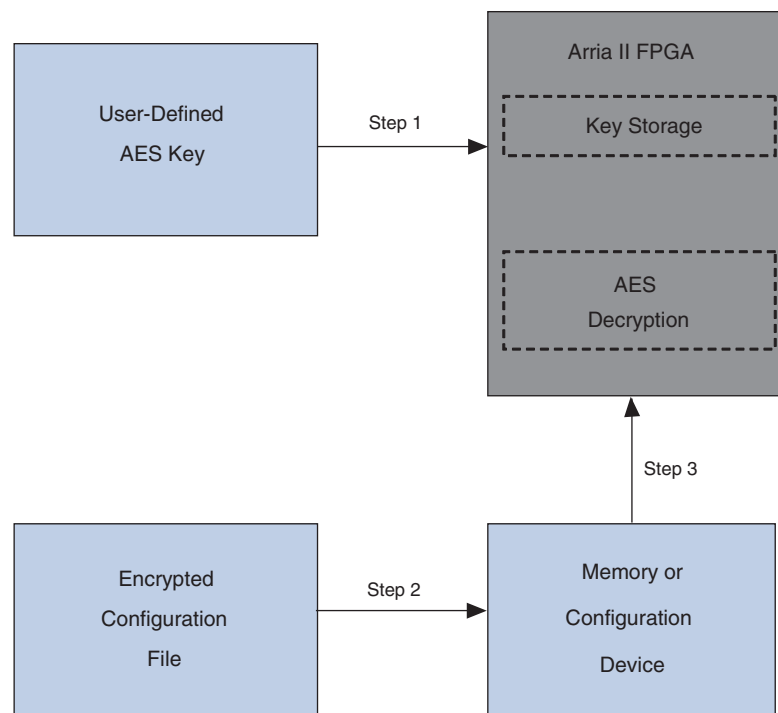 User-Defined
AES Key
Step 1
Arria II FPGA
Key Storage
AES
Decryption
Step 3
Encrypted
Configuration
File
Step 2
Memory or
Configuration
Device